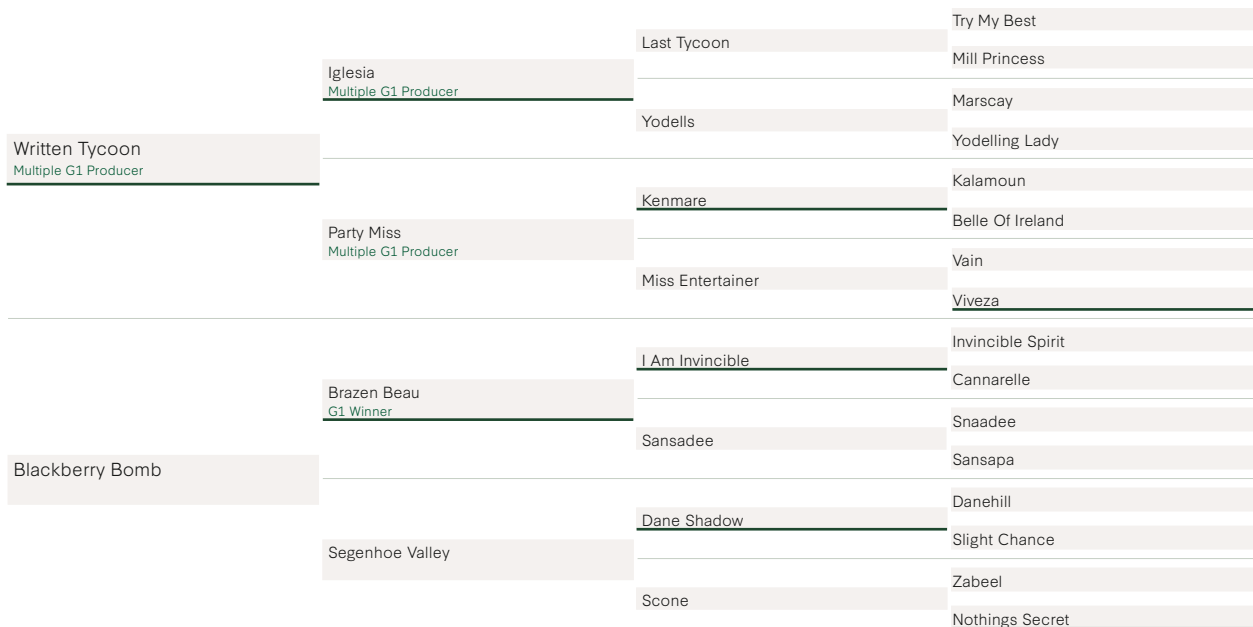 Written Tycoon
Multiple G1 Producer
Blackberry Bomb
Iglesia
Multiple G1 Producer
Party Miss
Multiple G1 Producer
Brazen Beau
G1 Winner
Segenhoe Valley
Last Tycoon
Yodells
Kenmare
Miss Entertainer
I Am Invincible
Sansadee
Dane Shadow
Scone
Try My Best
Mill Princess
Marscay
Yodelling Lady
Kalamoun
Belle Of Ireland
Vain
Viveza
Invincible Spirit
Cannarelle
Snaadee
Sansapa
Danehill
Slight Chance
Zabeel
Nothings Secret